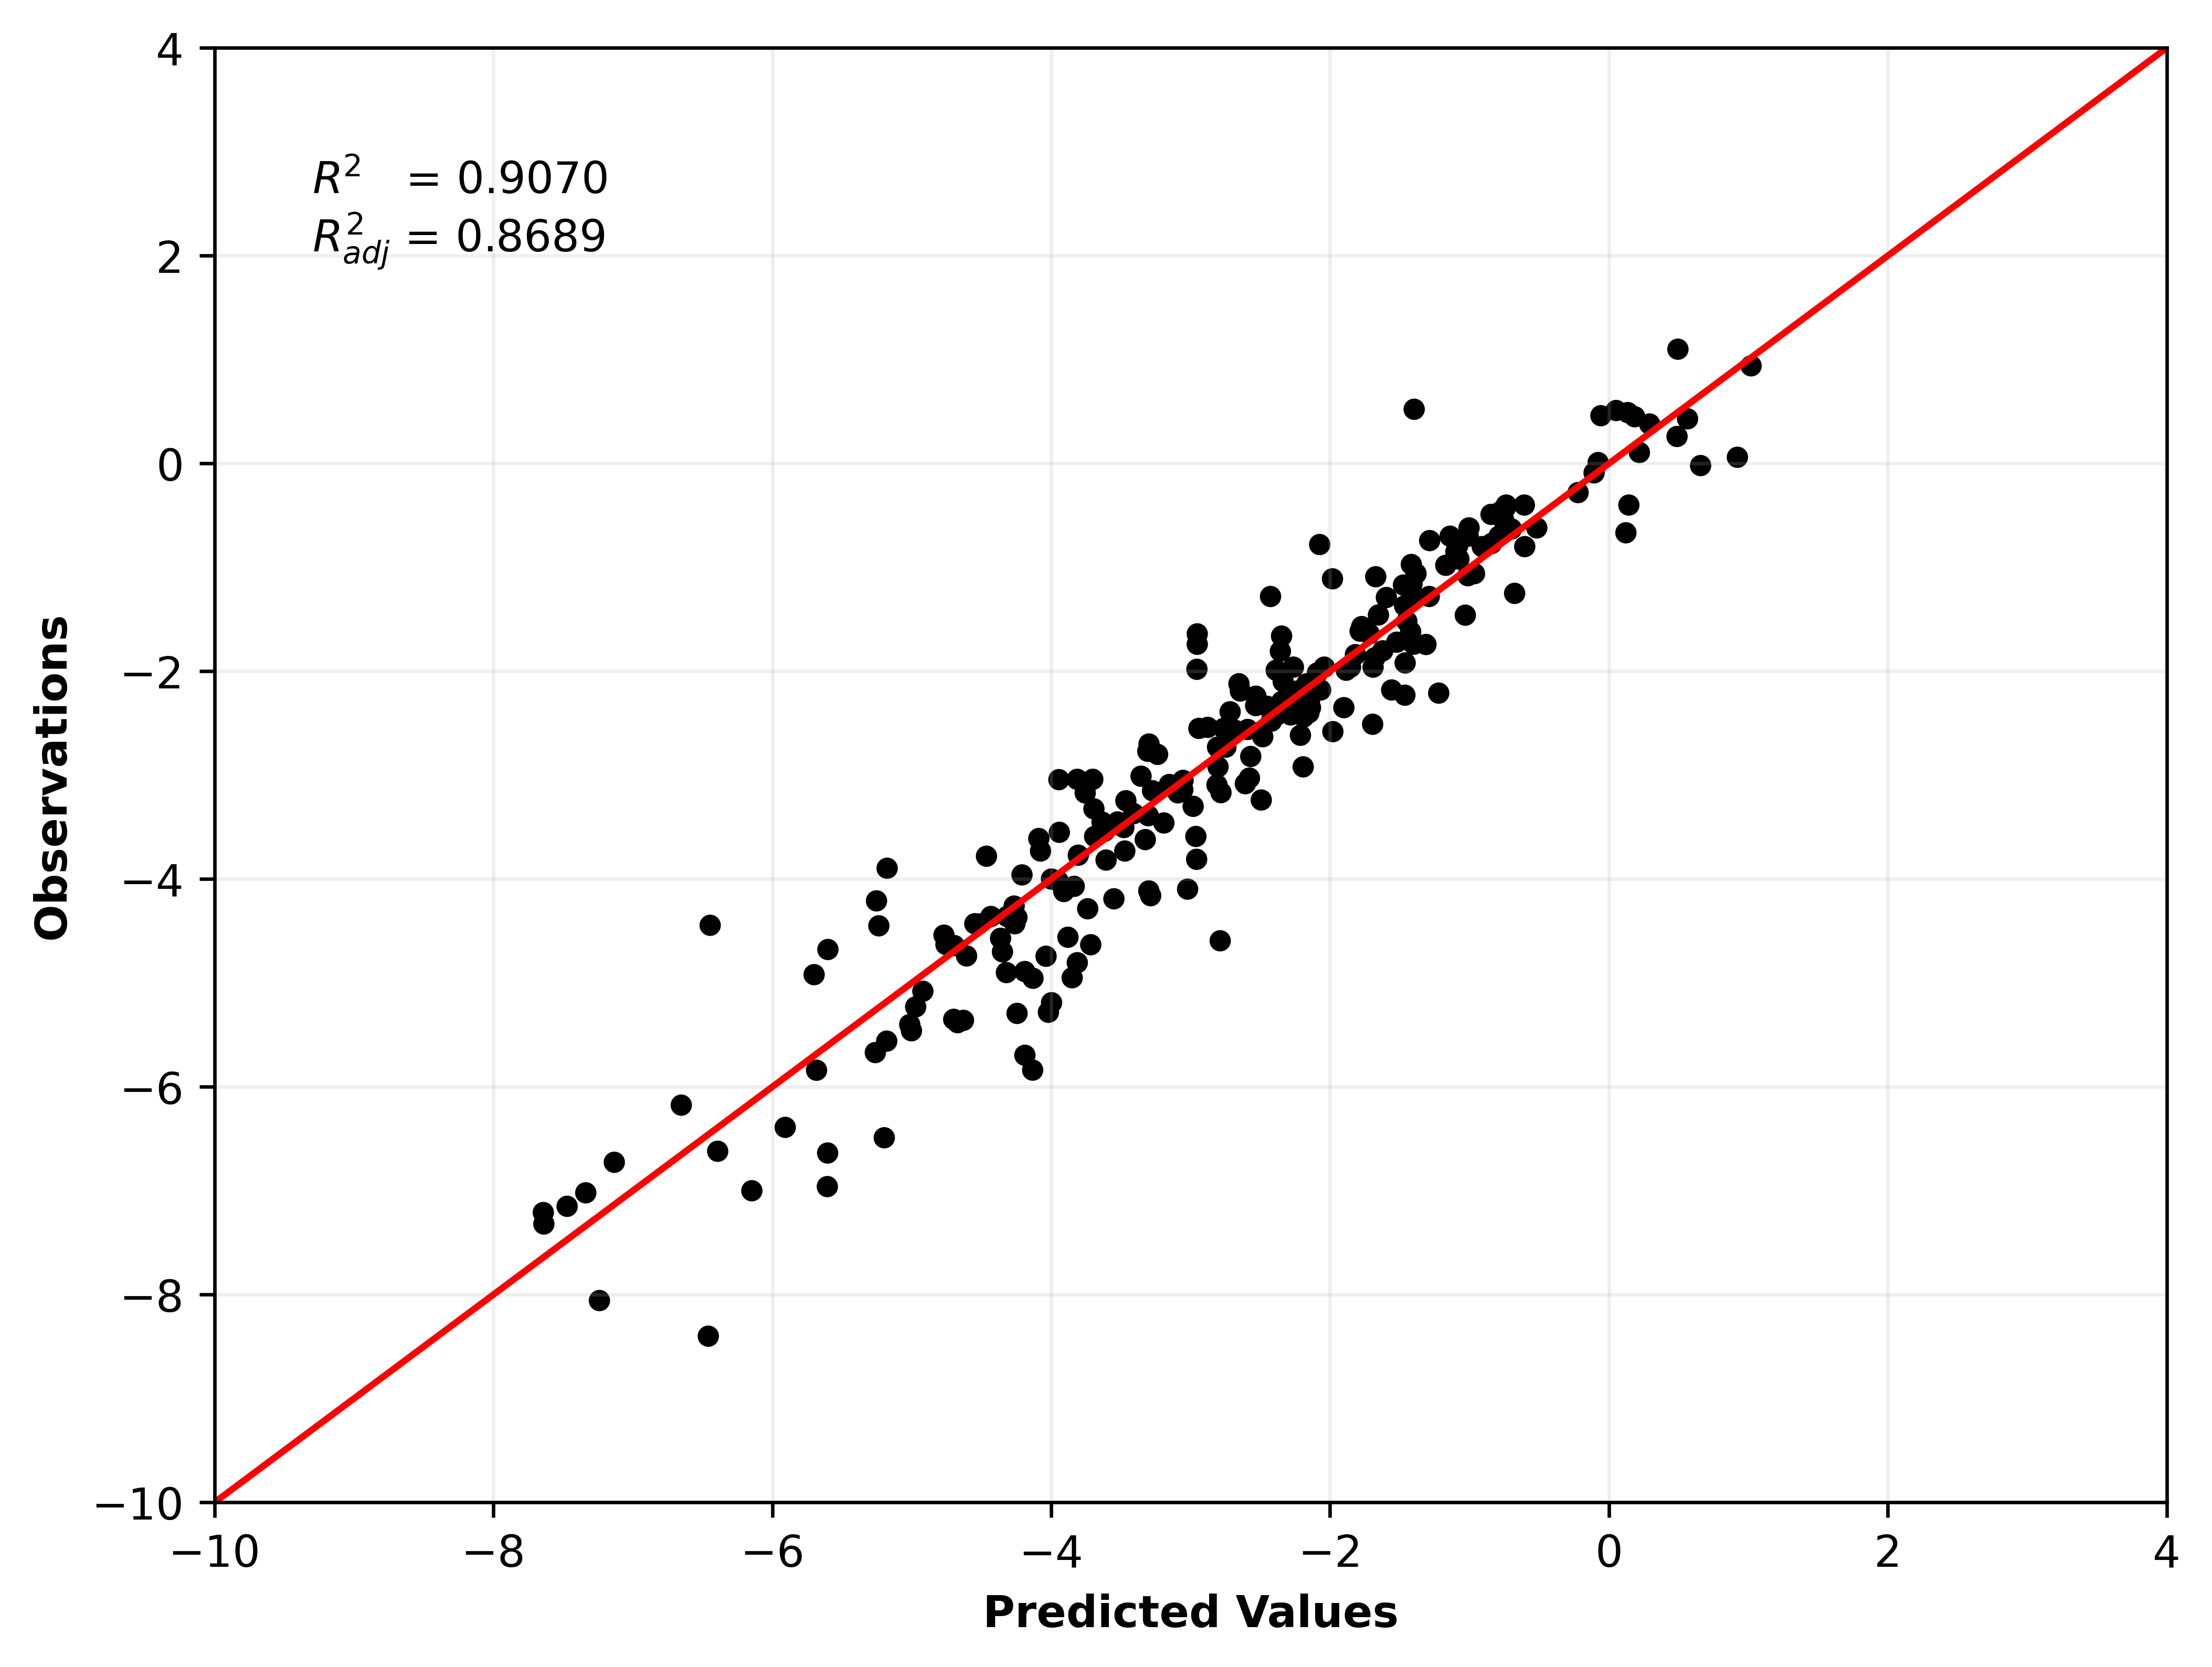 R² = 0.9070
R²adj = 0.8689
Observations
4
2
0
−2
−4
−6
−8
−10
−10 −8 −6 −4 −2 0 2 4
Predicted Values